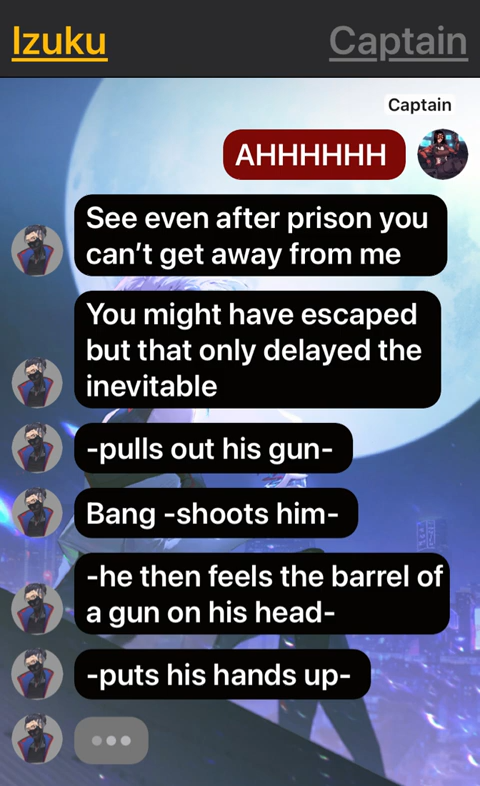 Izuku
Captain
Captain
AHHHHHH
See even after prison you
can’t get away from me
You might have escaped
but that only delayed the
inevitable
-pulls out his gun-
Bang -shoots him-
-he then feels the barrel of
a gun on his head-
-puts his hands up-